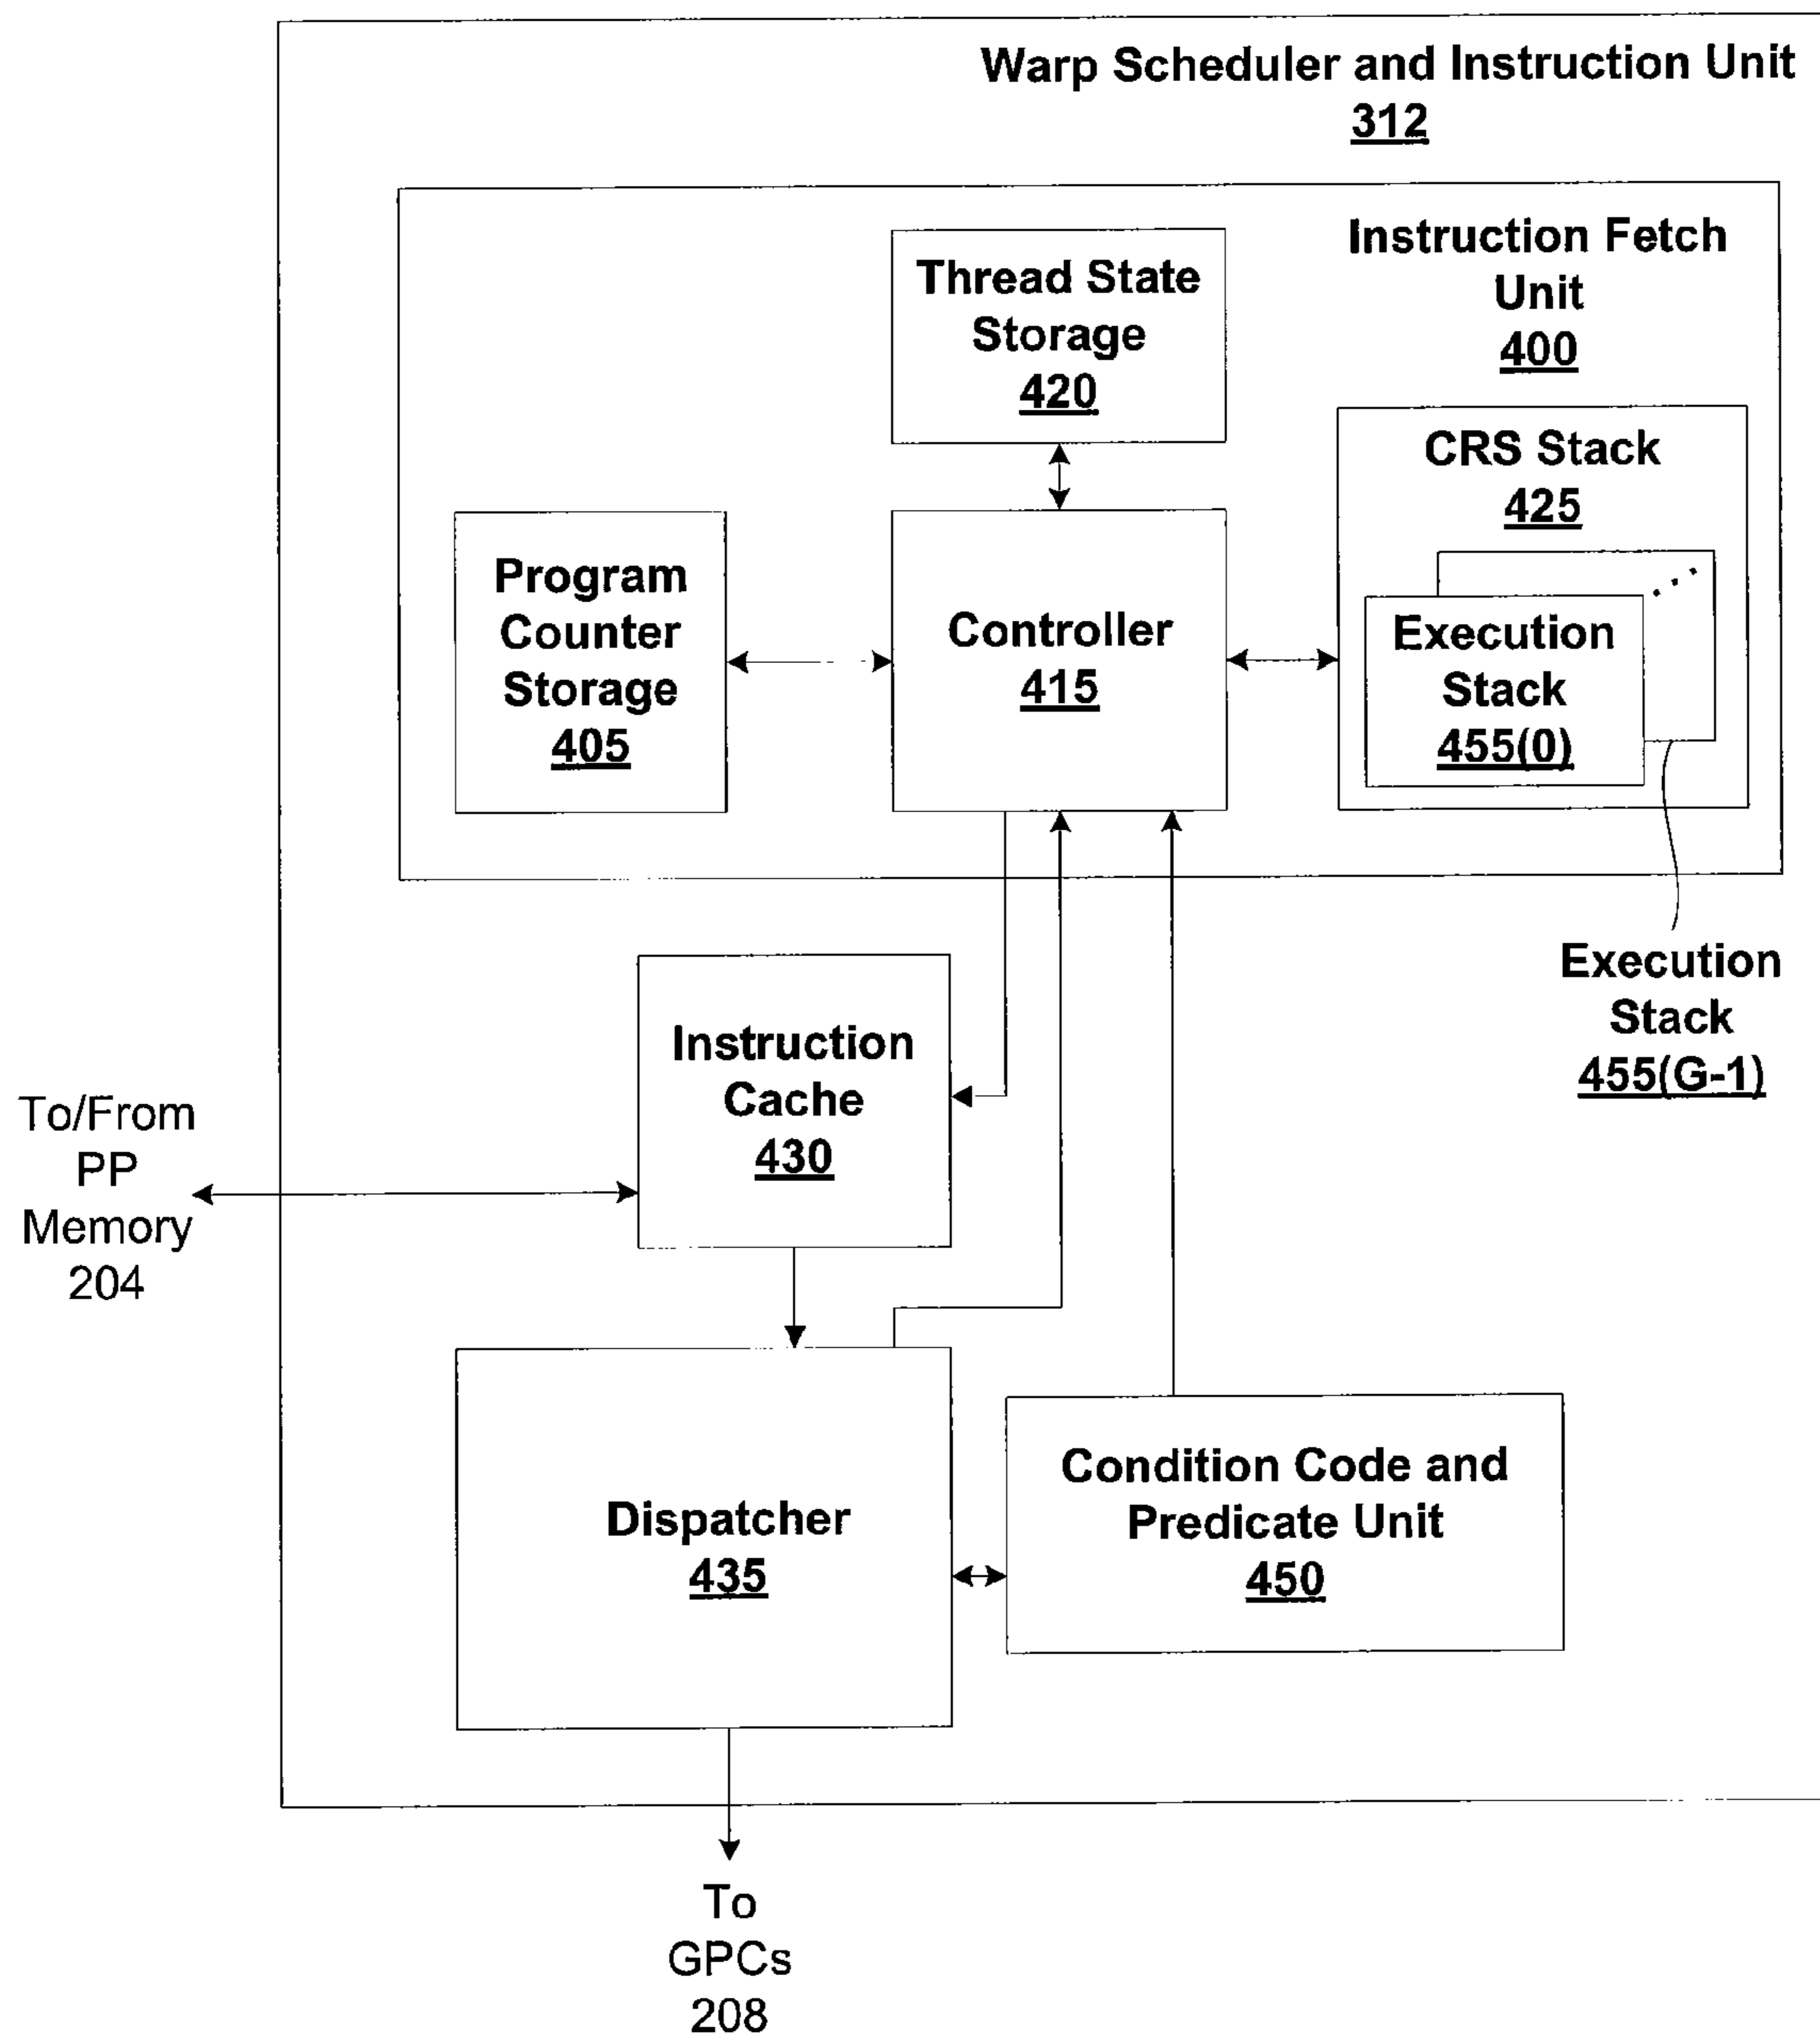 Warp Scheduler and Instruction Unit
312
Instruction Fetch
Unit
400
Thread State
Storage
420
CRS Stack
425
Program
Counter
Storage
405
Controller
415
Execution
Stack
455(0)
Execution
Stack
455(G-1)
Instruction
Cache
430
To/From
PP
Memory
204
Dispatcher
435
Condition Code and
Predicate Unit
450
To
GPCs
208